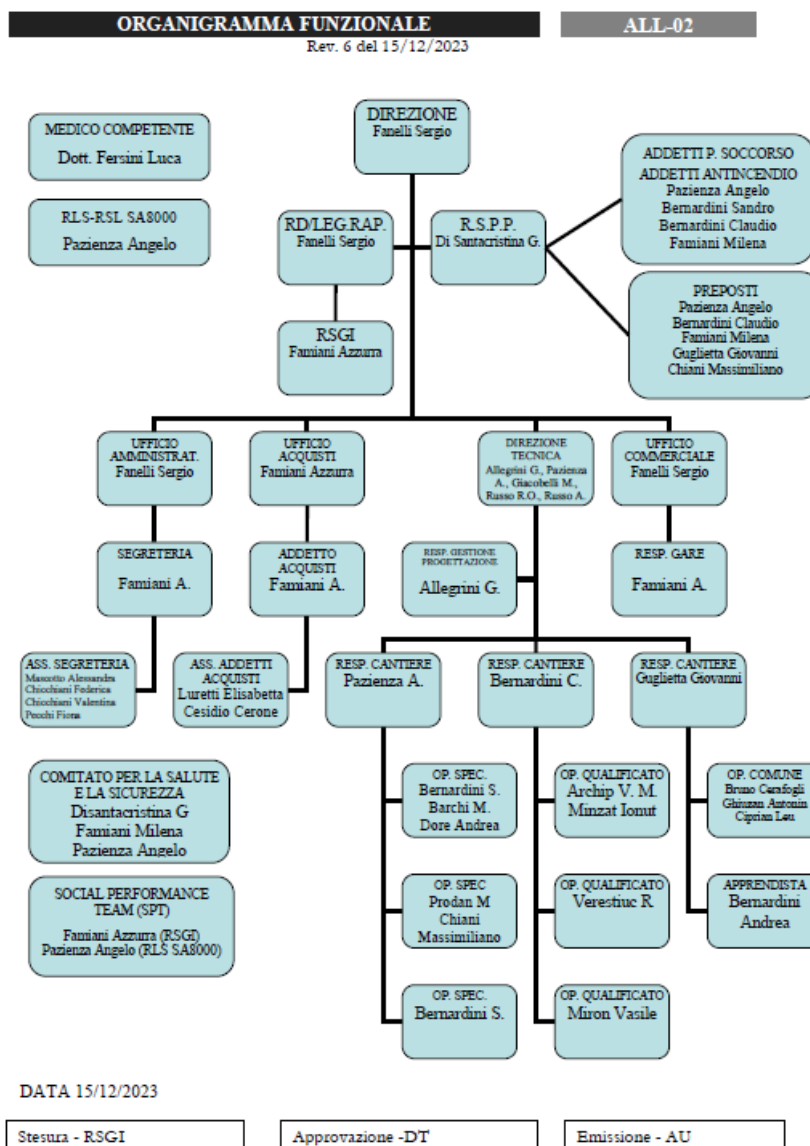 ORGANIGRAMMA FUNZIONALE
ALL-02
Rev. 6 del 15/12/2023
DIREZIONE
Fanelli Sergio
MEDICO COMPETENTE
Dott. Fersini Luca
RLS-RSL SA8000
Pazienza Angelo
RD/LEG.RAP.
Fanelli Sergio
R.S.P.P.
Di Santacristina G.
ADDETTI P. SOCCORSO
ADDETTI ANTINCENDIO
Pazienza Angelo
Bernardini Sandro
Bernardini Claudio
Famiani Milena
PREPOSTI
Pazienza Angelo
Bernardini Claudio
Famiani Milena
Guglietta Giovanni
Chiani Massimiliano
RSGI
Famiani Azzurra
UFFICIO
AMMINISTRAT.
Fanelli Sergio
UFFICIO
ACQUISTI
Famiani Azzurra
DIREZIONE
TECNICA
Allegrini G., Pazienza
A., Giacobelli M.,
Russo R.O., Russo A.
UFFICIO
COMMERCIALE
Fanelli Sergio
SEGRETERIA
Famiani A.
ADDETTO
ACQUISTI
Famiani A.
RESP. GESTIONE
PROGETTAZIONE
Allegrini G.
RESP. GARE
Famiani A.
ASS. SEGRETERIA
Mascotto Alessandra
Chicchiani Federica
Chicchiani Valentina
Pecchi Fiona
ASS. ADDETTI
ACQUISTI
Luretti Elisabetta
Cesidio Cerone
RESP. CANTIERE
Pazienza A.
RESP. CANTIERE
Bernardini C.
RESP. CANTIERE
Guglietta Giovanni
COMITATO PER LA SALUTE
E LA SICUREZZA
Disantacristina G
Famiani Milena
Pazienza Angelo
OP. SPEC.
Bernardini S.
Barchi M.
Dore Andrea
OP. QUALIFICATO
Archip V. M.
Minzat Ionut
OP. COMUNE
Bruno Cerafogli
Ghiuzan Antonin
Ciprian Leu
SOCIAL PERFORMANCE
TEAM (SPT)
Famiani Azzurra (RSGI)
Pazienza Angelo (RLS SA8000)
OP. SPEC
Prodan M
Chiani
Massimiliano
OP. QUALIFICATO
Verestiuc R
APPRENDISTA
Bernardini
Andrea
OP. SPEC.
Bernardini S.
OP. QUALIFICATO
Miron Vasile
DATA 15/12/2023
Stesura - RSGI
Approvazione -DT
Emissione - AU